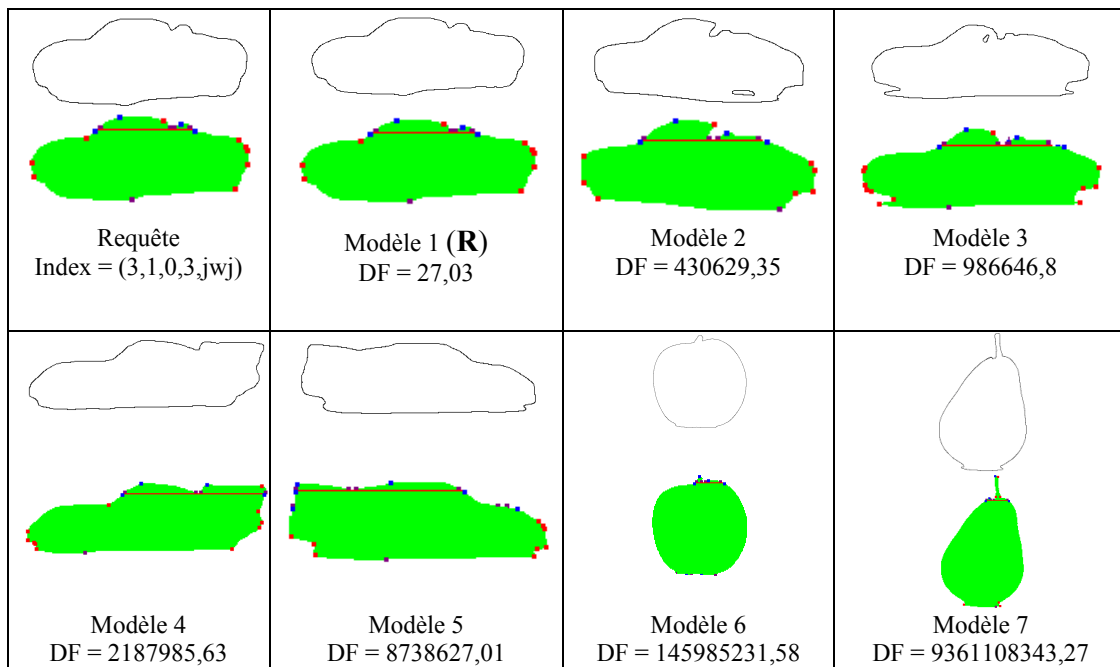 Requête
Index = (3,1,0,3,jwj)
Modèle 1 (R)
DF = 27,03
Modèle 2
DF = 430629,35
Modèle 3
DF = 986646,8
Modèle 4
DF = 2187985,63
Modèle 5
DF = 8738627,01
Modèle 6
DF = 145985231,58
Modèle 7
DF = 9361108343,27